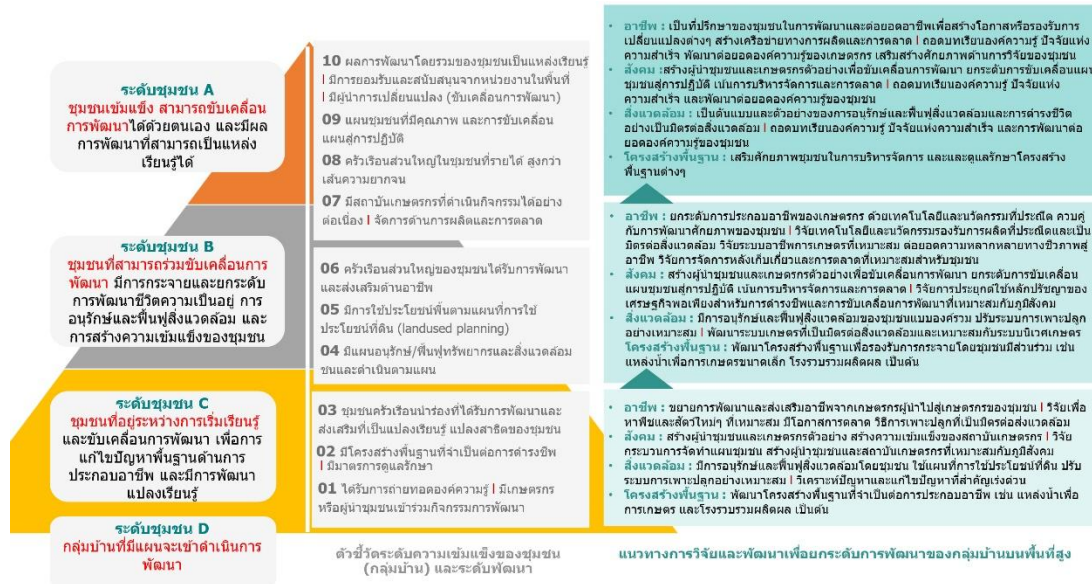 ระดับชุมชน A
ชุมชนเข้มแข็ง สามารถขับเคลื่อน
การพัฒนาได้ด้วยตนเอง และมีผล
การพัฒนาที่สามารถเป็นแหล่ง
เรียนรู้ได้
ระดับชุมชน B
ชุมชนที่สามารถร่วมขับเคลื่อนการ
พัฒนา มีการกระจายและยกระดับ
การพัฒนาชีวิตความเป็นอยู่ การ
อนุรักษ์และฟื้นฟูสิ่งแวดล้อม และ
การสร้างความเข้มแข็งของชุมชน
ระดับชุมชน C
ชุมชนที่อยู่ระหว่างการเริ่มเรียนรู้
และขับเคลื่อนการพัฒนา เพื่อการ
แก้ไขปัญหาพื้นฐานด้านการ
ประกอบอาชีพ และมีการพัฒนา
แปลงเรียนรู้
ระดับชุมชน D
กลุ่มบ้านที่มีแผนจะเข้าดำเนินการ
พัฒนา
10 ผลการพัฒนาโดยรวมของชุมชนเป็นแหล่งเรียนรู้
| มีการยอมรับและสนับสนุนจากหน่วยงานในพื้นที่
| มีผู้นำการเปลี่ยนแปลง (ขับเคลื่อนการพัฒนา)
09 แผนชุมชนที่มีคุณภาพ และการขับเคลื่อน
แผนสู่การปฏิบัติ
08 ครัวเรือนส่วนใหญ่ในชุมชนที่รายได้ สูงกว่า
เส้นความยากจน
07 มีสถาบันเกษตรกรที่ดำเนินกิจกรรมได้อย่าง
ต่อเนื่อง | จัดการด้านการผลิตและการตลาด
06 ครัวเรือนส่วนใหญ่ของชุมชนได้รับการพัฒนา
และส่งเสริมด้านอาชีพ
05 มีการใช้ประโยชน์พื้นตามแผนที่การใช้
ประโยชน์ที่ดิน (landused planning)
04 มีแผนอนุรักษ์/ฟื้นฟูทรัพยากรและสิ่งแวดล้อม
ชนและดำเนินตามแผน
03 ชุมชนครัวเรือนนำร่องที่ได้รับการพัฒนาและ
ส่งเสริมที่เป็นแปลงเรียนรู้ แปลงสาธิตของชุมชน
02 มีโครงสร้างพื้นฐานที่จำเป็นต่อการดำรงชีพ
| มีมาตรการดูแลรักษา
01 ได้รับการถ่ายทอดองค์ความรู้ | มีเกษตรกร
หรือผู้นำชุมชนเข้าร่วมกิจกรรมการพัฒนา
ตัวชี้วัดระดับความเข้มแข็งของชุมชน
(กลุ่มบ้าน) และระดับพัฒนา
• อาชีพ : เป็นที่ปรึกษาของชุมชนในการพัฒนาและต่อยอดอาชีพเพื่อสร้างโอกาสหรือรองรับการ
เปลี่ยนแปลงต่างๆ สร้างเครือข่ายทางการผลิตและการตลาด | ถอดบทเรียนองค์ความรู้ ปัจจัยแห่ง
ความสำเร็จ พัฒนาต่อยอดองค์ความรู้ของเกษตรกร เสริมสร้างศักยภาพด้านการวิจัยของชุมชน
• สังคม :สร้างผู้นำชุมชนและเกษตรกรตัวอย่างเพื่อขับเคลื่อนการพัฒนา ยกระดับการขับเคลื่อนแผน
ชุมชนสู่การปฏิบัติ เน้นการบริหารจัดการและการตลาด | ถอดบทเรียนองค์ความรู้ ปัจจัยแห่ง
ความสำเร็จ และพัฒนาต่อยอดองค์ความรู้ของชุมชน
• สิ่งแวดล้อม : เป็นต้นแบบและตัวอย่างของการอนุรักษ์และฟื้นฟูสิ่งแวดล้อมและการดำรงชีวิต
อย่างเป็นมิตรต่อสิ่งแวดล้อม | ถอดบทเรียนองค์ความรู้ ปัจจัยแห่งความสำเร็จ และการพัฒนาต่อ
ยอดองค์ความรู้ของชุมชน
• โครงสร้างพื้นฐาน : เสริมศักยภาพชุมชนในการบริหารจัดการ และและดูแลรักษาโครงสร้าง
พื้นฐานต่างๆ
• อาชีพ : ยกระดับการประกอบอาชีพของเกษตรกร ด้วยเทคโนโลยีและนวัตกรรมที่ประณีต ควบคู่
กับการพัฒนาศักยภาพของชุมชน | วิจัยเทคโนโลยีและนวัตกรรมรองรับการผลิตที่ประณีตและเป็น
มิตรต่อสิ่งแวดล้อม วิจัยระบบอาชีพการเกษตรที่เหมาะสม ต่อยอดความหลากหลายทางชีวภาพสู่
อาชีพ วิจัยการจัดการหลังเก็บเกี่ยวและการตลาดที่เหมาะสมสำหรับชุมชน
• สังคม : สร้างผู้นำชุมชนและเกษตรกรตัวอย่างเพื่อขับเคลื่อนการพัฒนา ยกระดับการขับเคลื่อน
แผนชุมชนสู่การปฏิบัติ เน้นการบริหารจัดการและการตลาด | วิจัยการประยุกต์ใช้หลักปรัชญาของ
เศรษฐกิจพอเพียงสำหรับการดำรงชีพและการขับเคลื่อนการพัฒนาที่เหมาะสมกับภูมิสังคม
• สิ่งแวดล้อม : มีการอนุรักษ์และฟื้นฟูสิ่งแวดล้อมของชุมชนแบบองค์รวม ปรับระบบการเพาะปลูก
อย่างเหมาะสม | พัฒนาระบบเกษตรที่เป็นมิตรต่อสิ่งแวดล้อมและเหมาะสมกับระบบนิเวศเกษตร
โครงสร้างพื้นฐาน : พัฒนาโครงสร้างพื้นฐานเพื่อรองรับการกระจายโดยชุมชนมีส่วนร่วม เช่น
แหล่งน้ำเพื่อการเกษตรขนาดเล็ก โรงรวบรวมผลิตผล เป็นต้น
• อาชีพ : ขยายการพัฒนาและส่งเสริมอาชีพจากเกษตรกรผู้นำไปสู่เกษตรกรของชุมชน | วิจัยเพื่อ
หาพืชและสัตว์ใหม่ๆ ที่เหมาะสม มีโอกาสการตลาด วิธีการเพาะปลูกที่เป็นมิตรต่อสิ่งแวดล้อม
• สังคม : สร้างผู้นำชุมชนและเกษตรกรตัวอย่าง สร้างความเข้มแข็งของสถาบันเกษตรกร | วิจัย
กระบวนการจัดทำแผนชุมชน สร้างผู้นำชุมชนและสถาบันเกษตรกรที่เหมาะสมกับภูมิสังคม
• สิ่งแวดล้อม : มีการอนุรักษ์และฟื้นฟูสิ่งแวดล้อมโดยชุมชน ใช้แผนที่การใช้ประโยชน์ที่ดิน ปรับ
ระบบการเพาะปลูกอย่างเหมาะสม | วิเคราะห์ปัญหาและแก้ไขปัญหาที่สำคัญเร่งด่วน
• โครงสร้างพื้นฐาน : พัฒนาโครงสร้างพื้นฐานที่จำเป็นต่อการประกอบอาชีพ เช่น แหล่งน้ำเพื่อ
การเกษตร และโรงรวบรวมผลิตผล เป็นต้น
แนวทางการวิจัยและพัฒนาเพื่อยกระดับการพัฒนาของกลุ่มบ้านบนพื้นที่สูง